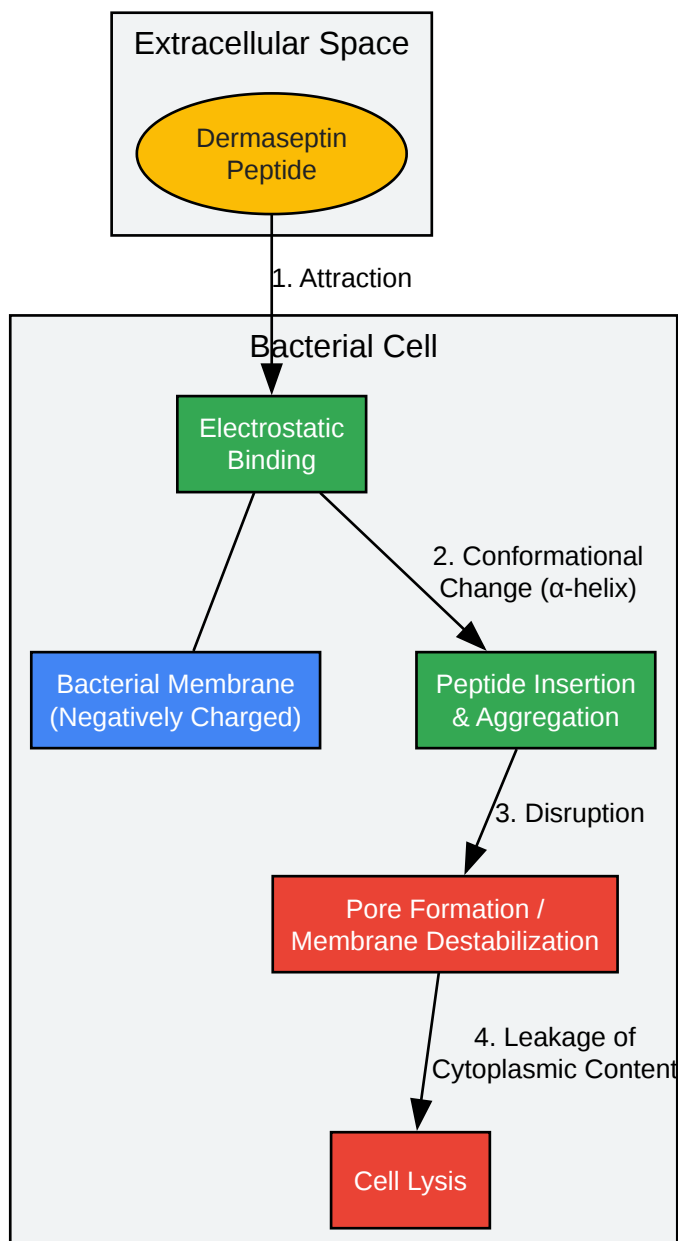 Extracellular Space
Dermaseptin
Peptide
1. Attraction
Bacterial Cell
Electrostatic
Binding
2. Conformational
Change (α-helix)
Bacterial Membrane
(Negatively Charged)
Peptide Insertion
& Aggregation
3. Disruption
Pore Formation /
Membrane Destabilization
4. Leakage of
Cytoplasmic Content
Cell Lysis